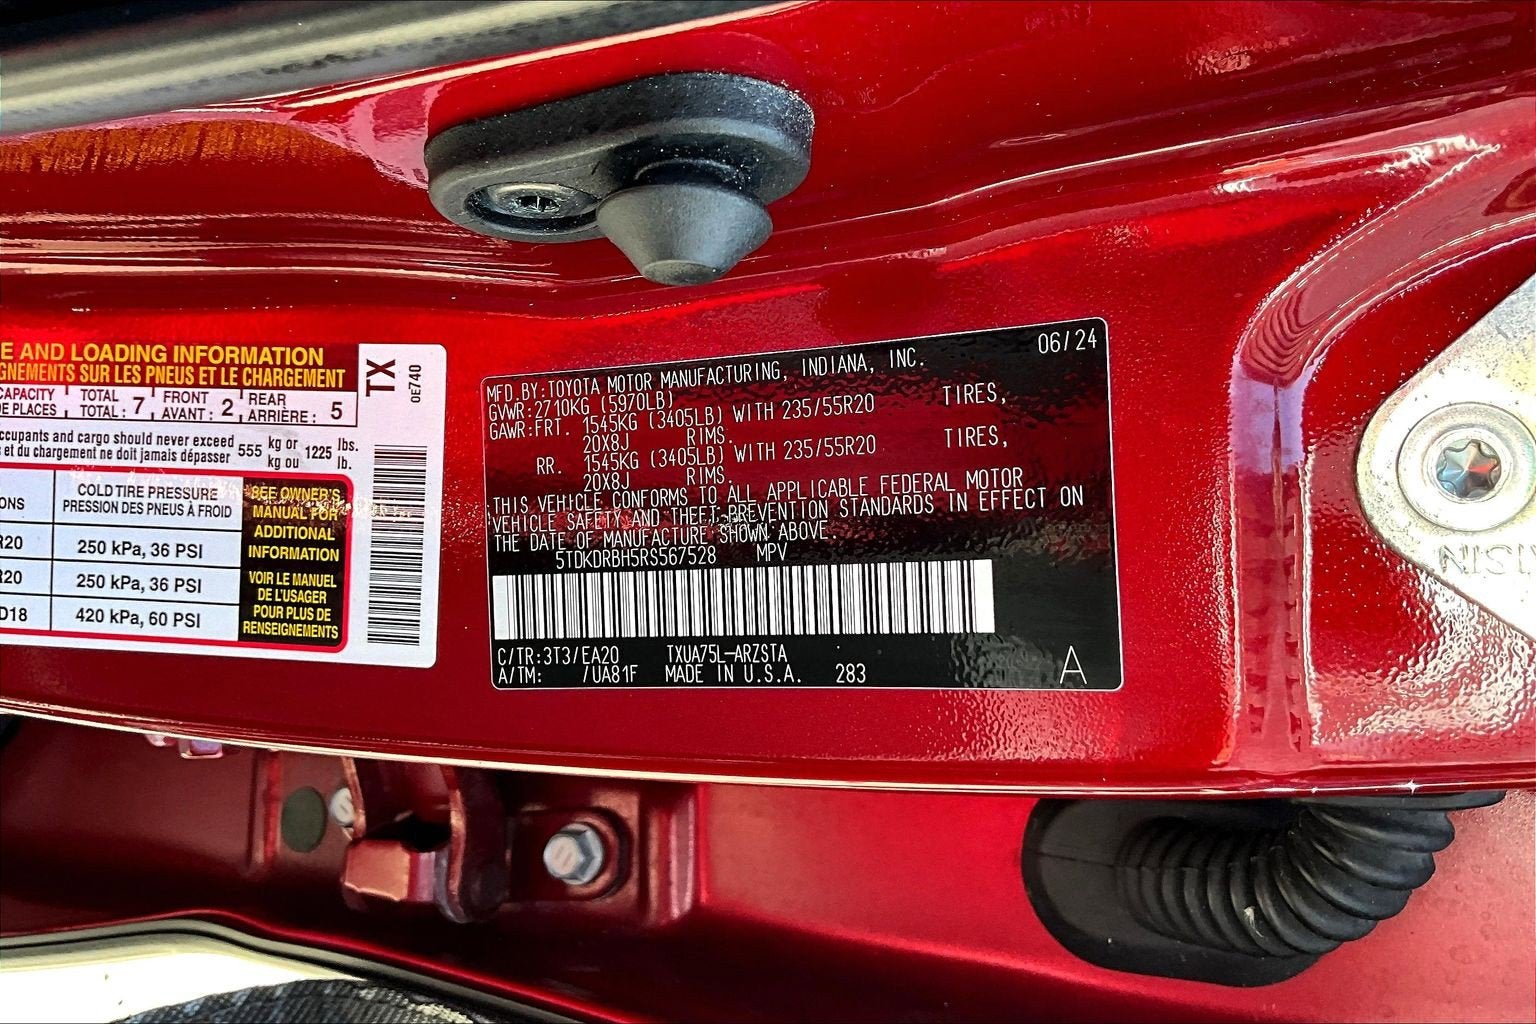 E AND LOADING INFORMATION
GNEMENTS SUR LES PNEUS ET LE CHARGEMENT
CAPACITY TOTAL FRONT REAR
DE PLACES TOTAL : 7 AVANT : 2 ARRIÈRE : 5
ccupants and cargo should never exceed 555 kg or 1225 lbs.
et du chargement ne doit jamais dépasser kg ou lb.
ONS COLD TIRE PRESSURE
PRESSION DES PNEUS À FROID
R20 250 kPa, 36 PSI
R20 250 kPa, 36 PSI
D18 420 kPa, 60 PSI
SEE OWNER'S
MANUAL FOR
ADDITIONAL
INFORMATION
VOIR LE MANUEL
DE L'USAGER
POUR PLUS DE
RENSEIGNEMENTS
TX
0E740
06/24
MFD.BY:TOYOTA MOTOR MANUFACTURING, INDIANA, INC.
GVWR:2710KG (5970LB)
GAWR:FRT. 1545KG (3405LB) WITH 235/55R20 TIRES,
20X8J RIMS.
RR. 1545KG (3405LB) WITH 235/55R20 TIRES,
20X8J RIMS.
THIS VEHICLE CONFORMS TO ALL APPLICABLE FEDERAL MOTOR
VEHICLE SAFETY AND THEFT PREVENTION STANDARDS IN EFFECT ON
THE DATE OF MANUFACTURE SHOWN ABOVE.
5TDKDRBH5RS567528 MPV
C/TR:3T3/EA20 TXUA75L-ARZSTA
A/TM: /UA81F MADE IN U.S.A. 283
A
NISIN